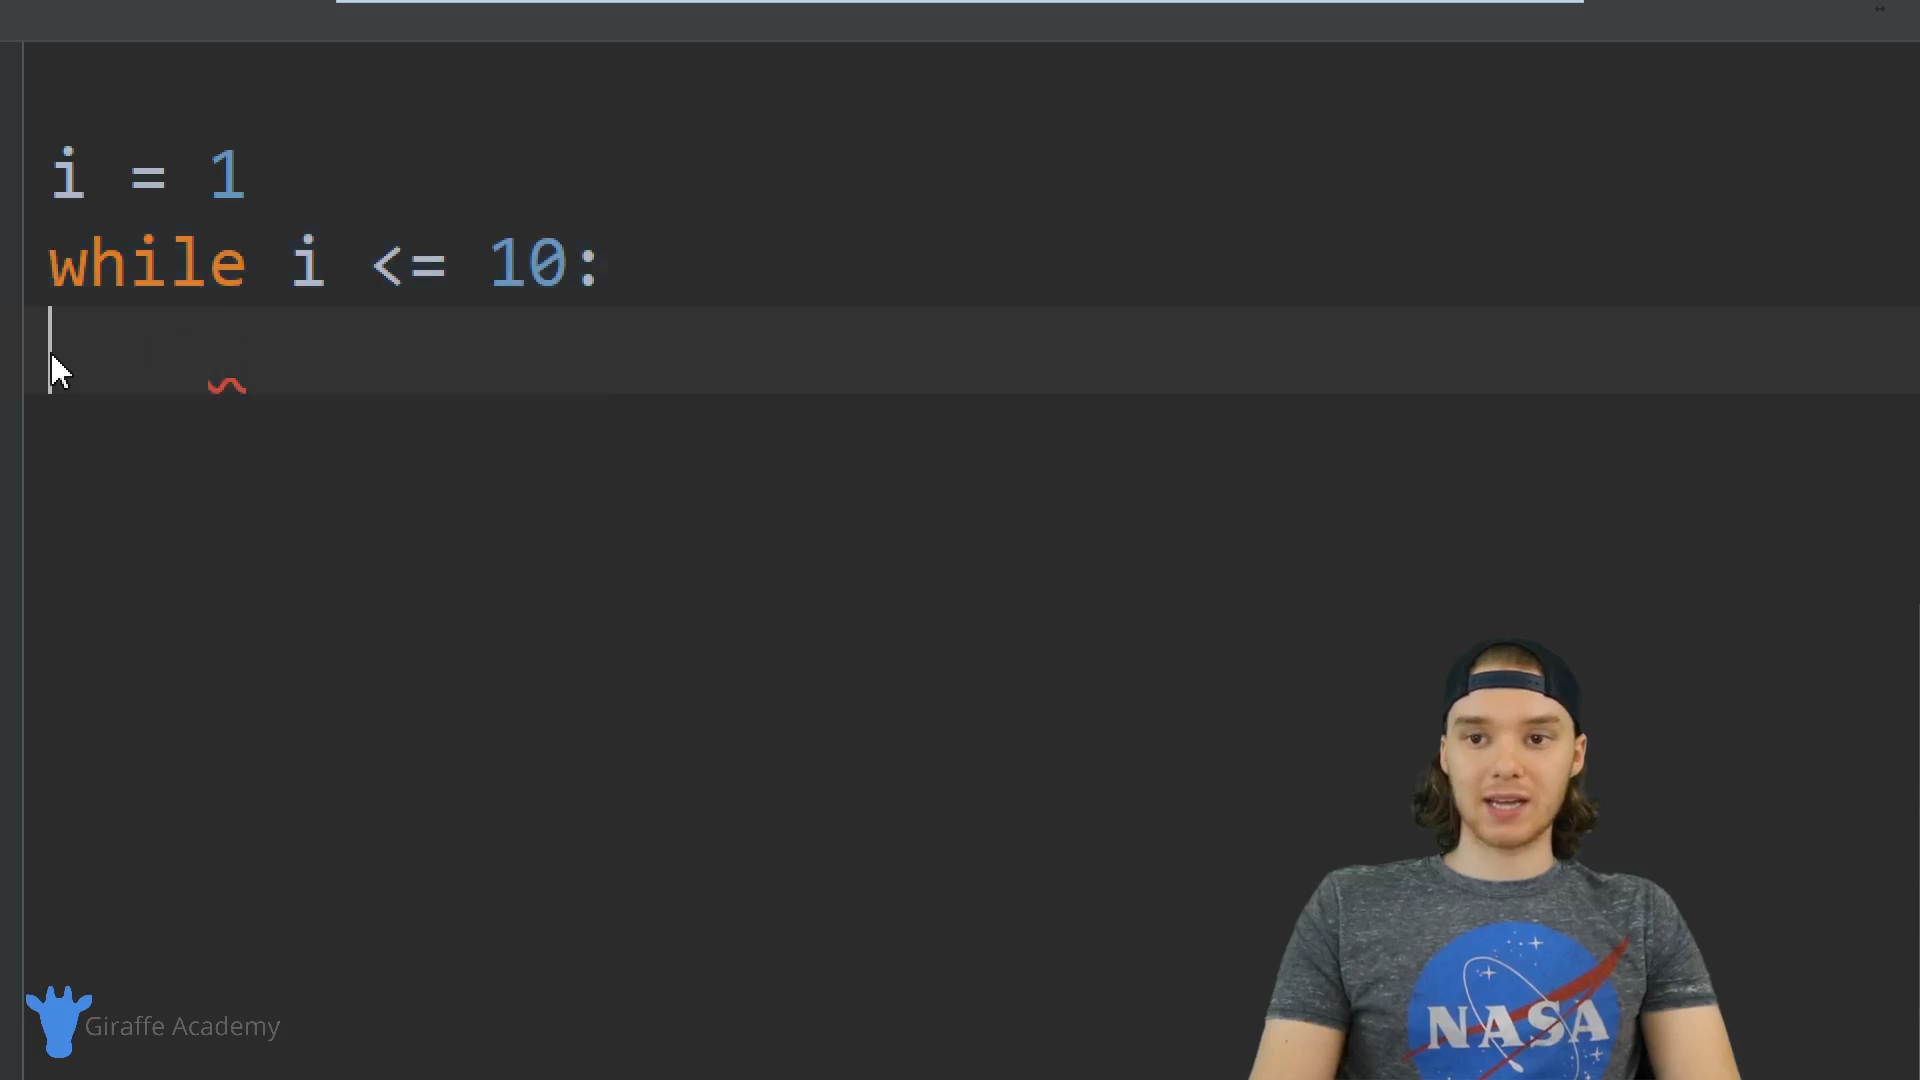 i = 1
while i <= 10:
NASA
Giraffe Academy